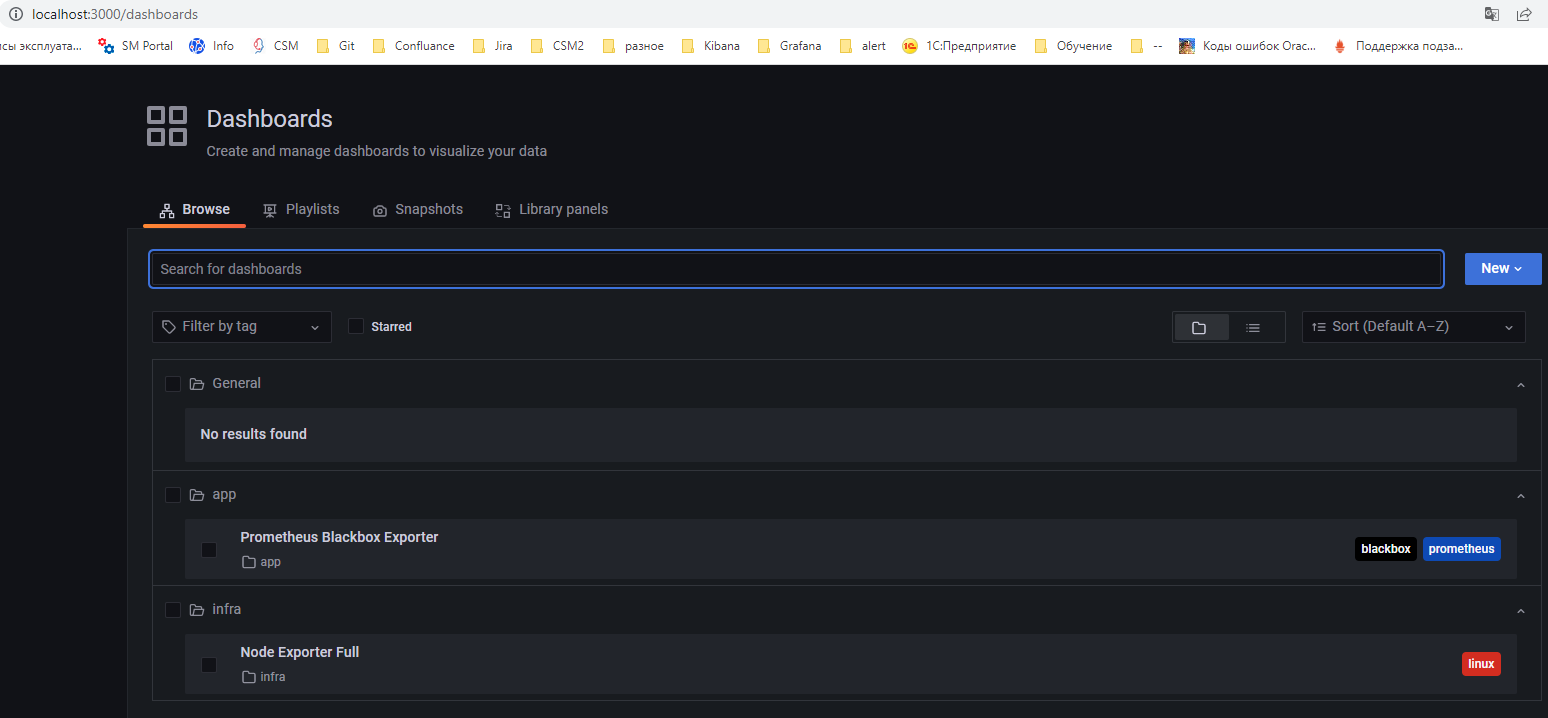 localhost:3000/dashboards
исы эксплуата... SM Portal Info CSM Git Confluance Jira CSM2 разное Kibana Grafana alert 1С:Предприятие Обучение -- Коды ошибок Orac... Поддержка подза...
Dashboards
Create and manage dashboards to visualize your data
Browse Playlists Snapshots Library panels
Search for dashboards New
Filter by tag Starred Sort (Default A–Z)
General
No results found
app
Prometheus Blackbox Exporter
app
blackbox prometheus
infra
Node Exporter Full
infra
linux